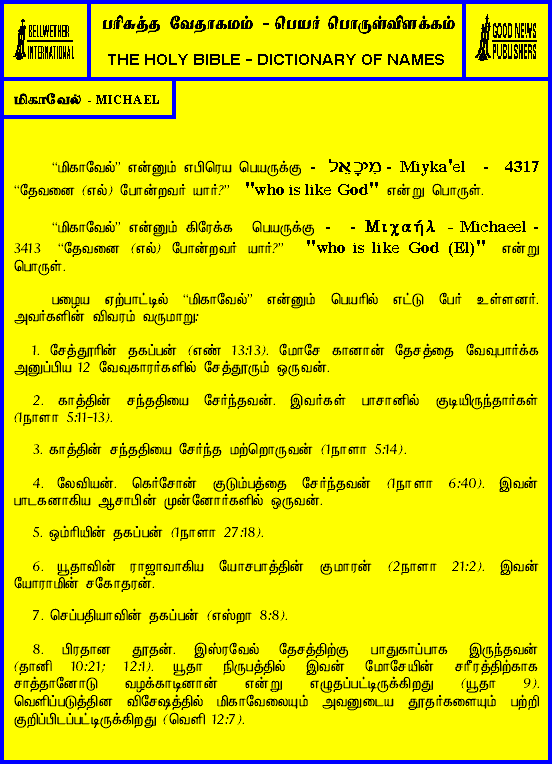 BELLWETHER
INTERNATIONAL
பரிசுத்த வேதாகமம் - பெயர் பொருள்விளக்கம்
THE HOLY BIBLE - DICTIONARY OF NAMES
GOOD NEWS
PUBLISHERS
மிகாவேல் - MICHAEL
“மிகாவேல்” என்னும் எபிரெய பெயருக்கு - מִיכָאֵל - Miyka'el - 4317
“தேவனை (எல்) போன்றவர் யார்?” "who is like God" என்று பொருள்.
“மிகாவேல்” என்னும் கிரேக்க பெயருக்கு - - Μιχαήλ - Michaeel -
3413 “தேவனை (எல்) போன்றவர் யார்?” "who is like God (El)" என்று
பொருள்.
பழைய ஏற்பாட்டில் “மிகாவேல்” என்னும் பெயரில் எட்டு பேர் உள்ளனர்.
அவர்களின் விவரம் வருமாறு:
1. சேத்தூரின் தகப்பன் (எண் 13:13). மோசே கானான் தேசத்தை வேவுபார்க்க
அனுப்பிய 12 வேவுகாரர்களில் சேத்தூரும் ஒருவன்.
2. காத்தின் சந்ததியை சேர்ந்தவன். இவர்கள் பாசானில் குடியிருந்தார்கள்
(1நாளா 5:11-13).
3. காத்தின் சந்ததியை சேர்ந்த மற்றொருவன் (1நாளா 5:14).
4. லேவியன். கெர்சோன் குடும்பத்தை சேர்ந்தவன் (1நாளா 6:40). இவன்
பாடகனாகிய ஆசாபின் முன்னோர்களில் ஒருவன்.
5. ஒம்ரியின் தகப்பன் (1நாளா 27:18).
6. யூதாவின் ராஜாவாகிய யோசபாத்தின் குமாரன் (2நாளா 21:2). இவன்
யோராமின் சகோதரன்.
7. செப்பதியாவின் தகப்பன் (எஸ்றா 8:8).
8. பிரதான தூதன். இஸ்ரவேல் தேசத்திற்கு பாதுகாப்பாக இருந்தவன்
(தானி 10:21; 12:1). யூதா நிருபத்தில் இவன் மோசேயின் சரீரத்திற்காக
சாத்தானோடு வழக்காடினான் என்று எழுதப்பட்டிருக்கிறது (யூதா 9).
வெளிப்படுத்தின விசேஷத்தில் மிகாவேலையும் அவனுடைய தூதர்களையும் பற்றி
குறிப்பிடப்பட்டிருக்கிறது (வெளி 12:7).